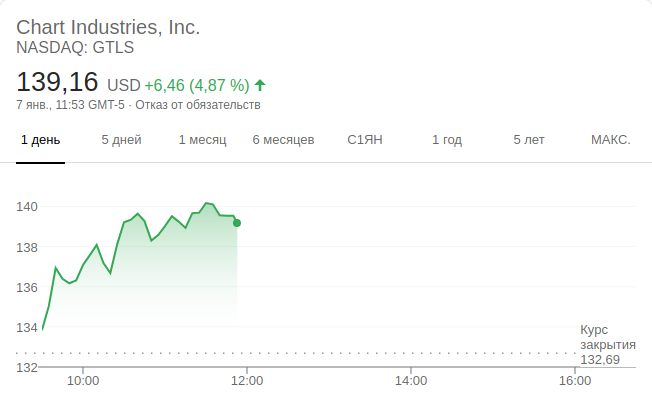 Chart Industries, Inc.
NASDAQ: GTLS
139,16 USD +6,46 (4,87 %)
7 янв., 11:53 GMT-5 · Отказ от обязательств
1 день 5 дней 1 месяц 6 месяцев С1ЯН 1 год 5 лет МАКС.
140
138
136
134
132
Курс
закрытия
132,69
10:00 12:00 14:00 16:00